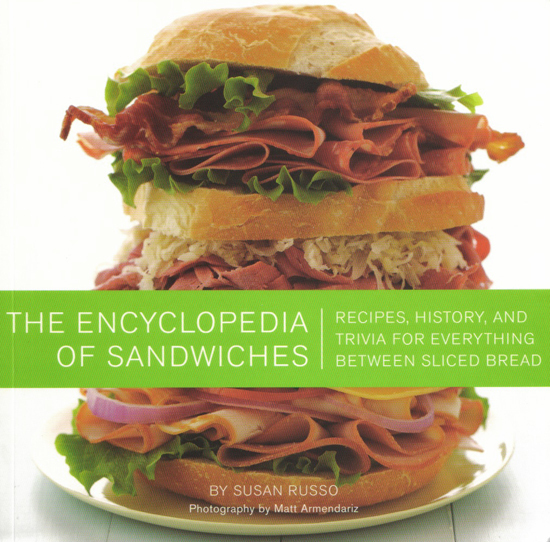 THE ENCYCLOPEDIA
OF SANDWICHES
RECIPES, HISTORY, AND
TRIVIA FOR EVERYTHING
BETWEEN SLICED BREAD
BY SUSAN RUSSO
Photography by Matt Armendariz